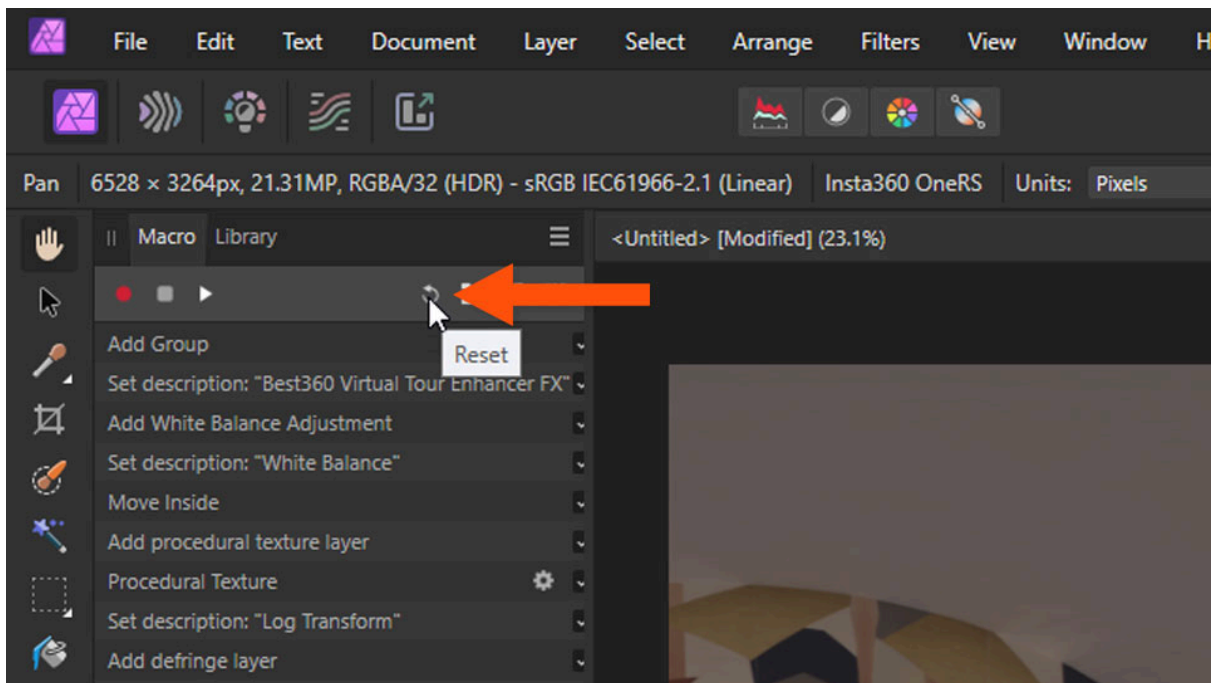 File Edit Text Document Layer Select Arrange Filters View Window H
Pan 6528 × 3264px, 21.31MP, RGBA/32 (HDR) - sRGB IEC61966-2.1 (Linear) Insta360 OneRS Units: Pixels
Macro Library <Untitled> [Modified] (23.1%)
Add Group
Reset
Set description: "Best360 Virtual Tour Enhancer FX"
Add White Balance Adjustment
Set description: "White Balance"
Move Inside
Add procedural texture layer
Procedural Texture
Set description: "Log Transform"
Add defringe layer